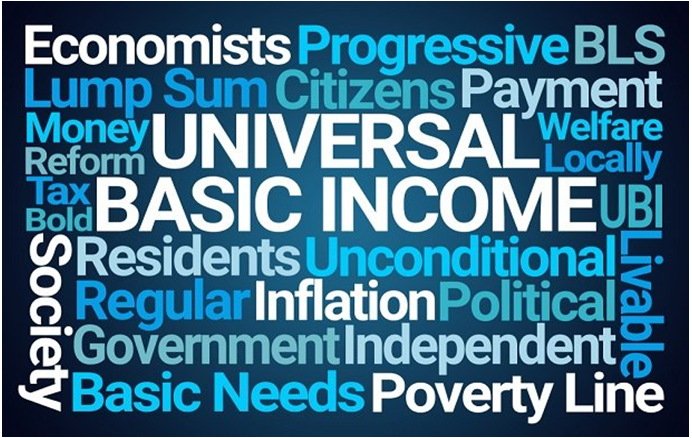 Economists Progressive BLS
Lump Sum Citizens Payment
Money UNIVERSAL Welfare
Reform Locally
Tax BASIC INCOME UBI
Bold
Society Residents Unconditional Livable
Regular Inflation Political
Government Independent
Basic Needs Poverty Line